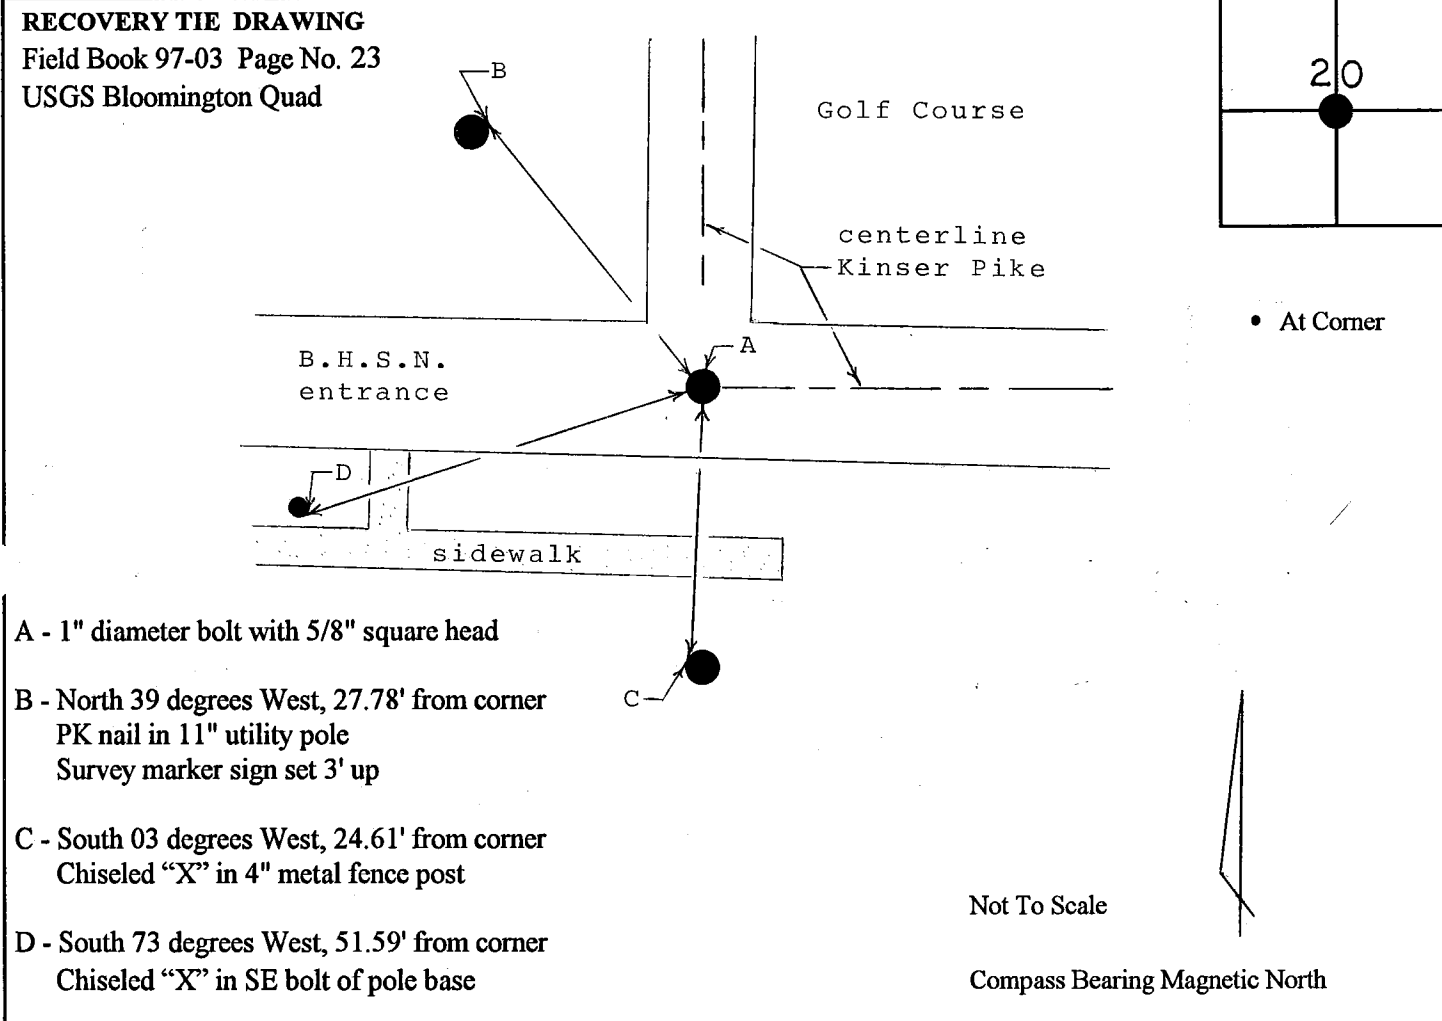 RECOVERY TIE DRAWING
Field Book 97-03 Page No. 23
USGS Bloomington Quad
B
Golf Course
20
centerline
Kinser Pike
• At Corner
A
B.H.S.N.
entrance
D
sidewalk
C
A - 1" diameter bolt with 5/8" square head
B - North 39 degrees West, 27.78' from corner
PK nail in 11" utility pole
Survey marker sign set 3' up
C - South 03 degrees West, 24.61' from corner
Chiseled “X” in 4" metal fence post
D - South 73 degrees West, 51.59' from corner
Chiseled “X” in SE bolt of pole base
Not To Scale
Compass Bearing Magnetic North